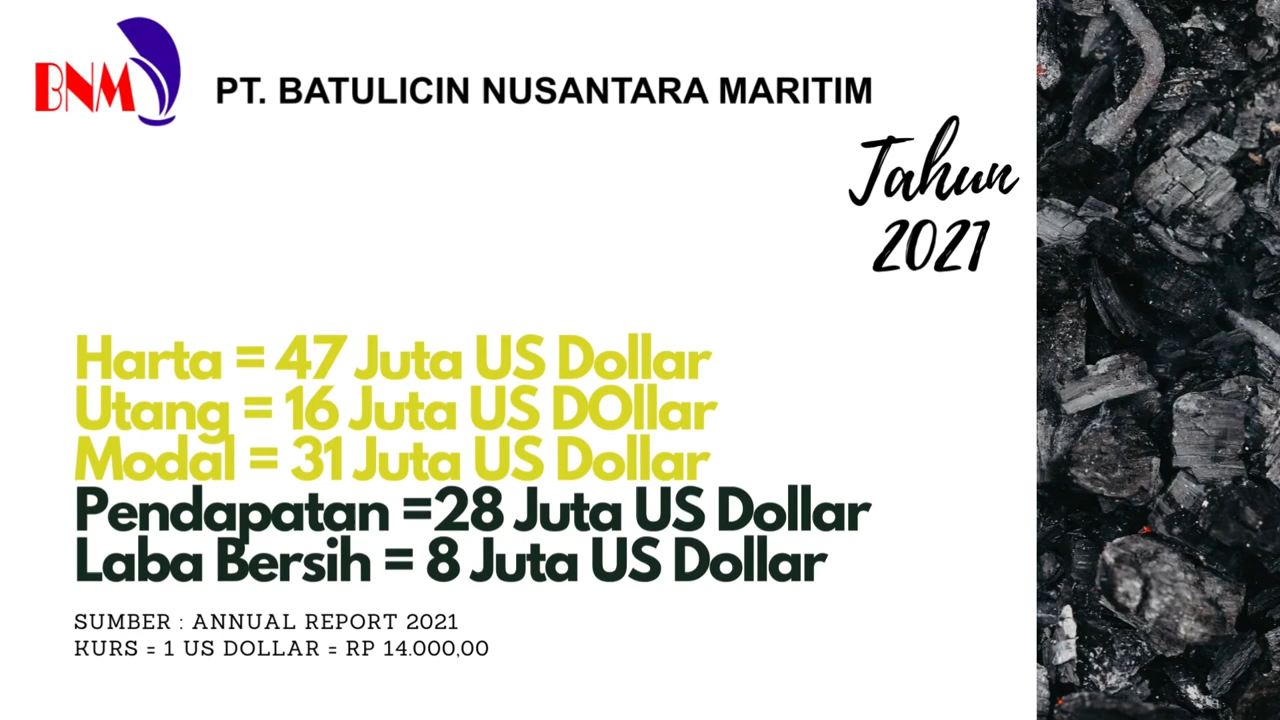 BNM
PT. BATULICIN NUSANTARA MARITIM
Tahun
2021
Harta = 47 Juta US Dollar
Utang = 16 Juta US DOllar
Modal = 31 Juta US Dollar
Pendapatan =28 Juta US Dollar
Laba Bersih = 8 Juta US Dollar
SUMBER : ANNUAL REPORT 2021
KURS = 1 US DOLLAR = RP 14.000,00